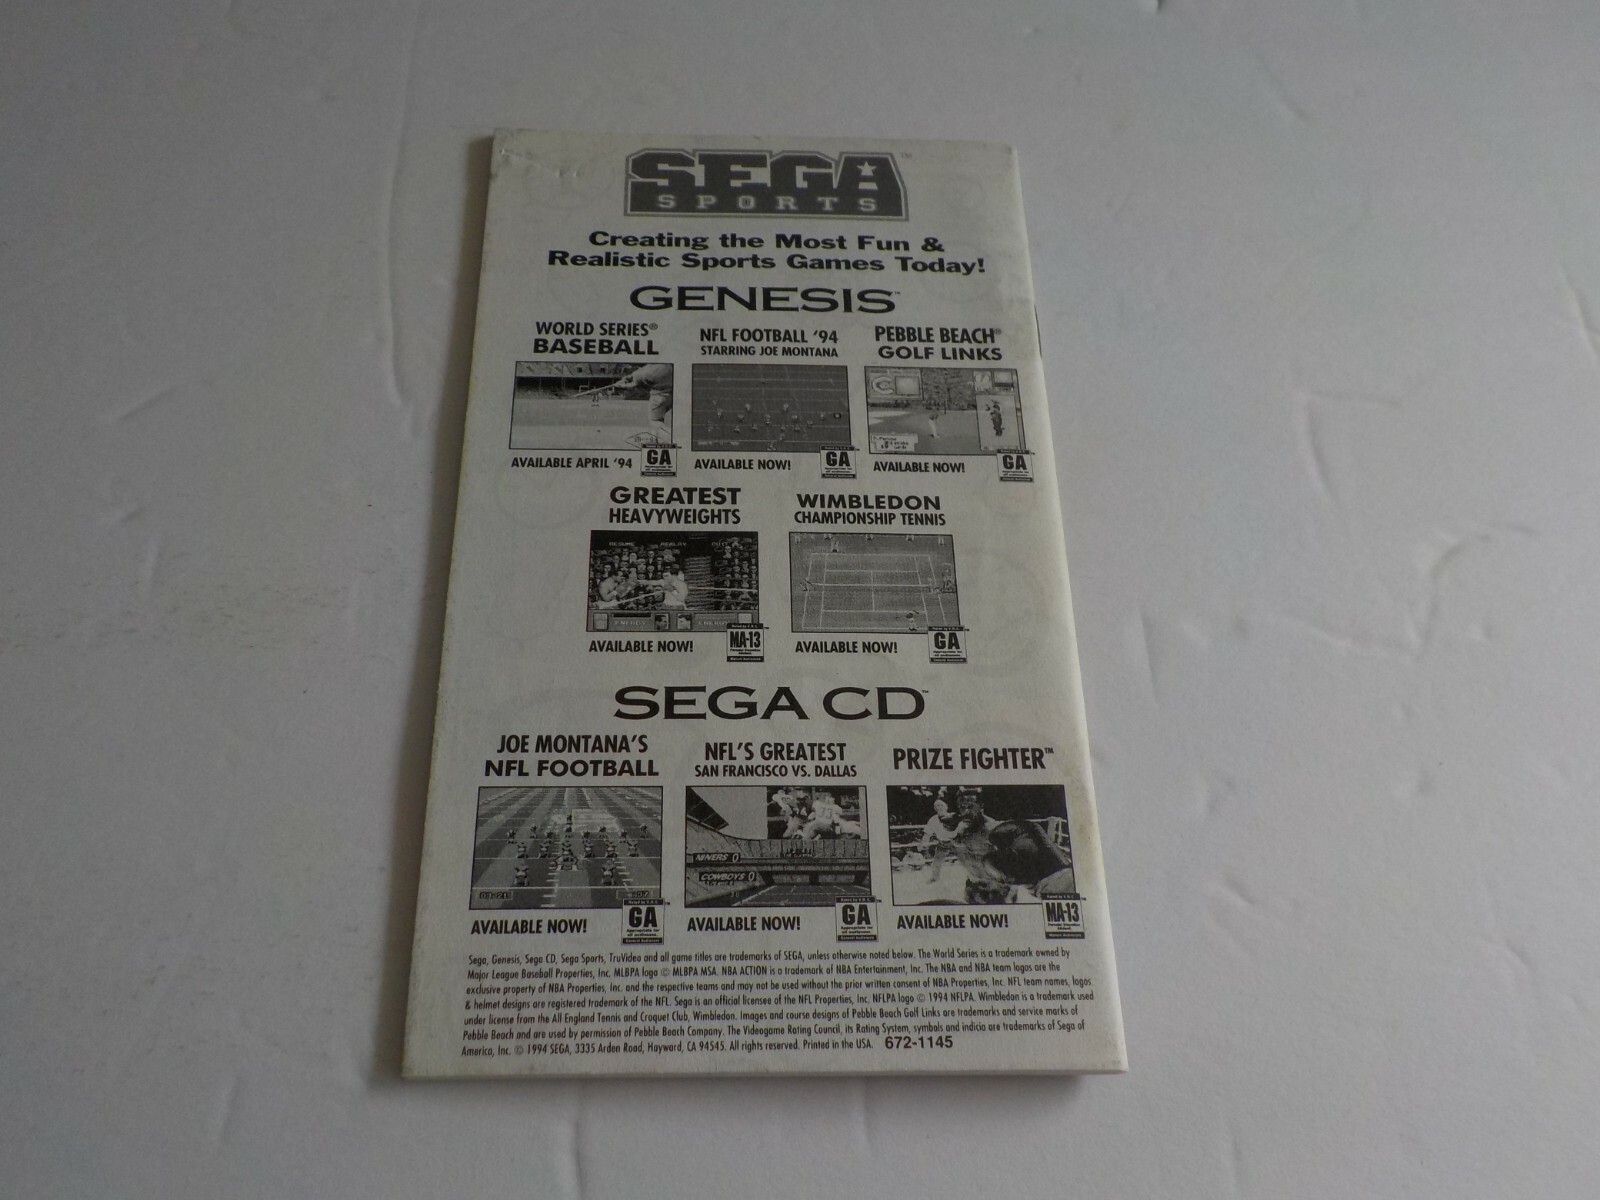 SEGA™
SPORTS
Creating the Most Fun &
Realistic Sports Games Today!
GENESIS™
WORLD SERIES®
BASEBALL
NFL FOOTBALL '94
STARRING JOE MONTANA
PEBBLE BEACH®
GOLF LINKS
AVAILABLE APRIL '94
GA
AVAILABLE NOW!
GA
AVAILABLE NOW!
GA
GREATEST
HEAVYWEIGHTS
WIMBLEDON
CHAMPIONSHIP TENNIS
AVAILABLE NOW!
MA-13
AVAILABLE NOW!
GA
SEGA CD™
JOE MONTANA'S
NFL FOOTBALL
NFL'S GREATEST
SAN FRANCISCO VS. DALLAS
PRIZE FIGHTER™
NINERS 0
COWBOYS 0
AVAILABLE NOW!
GA
AVAILABLE NOW!
GA
AVAILABLE NOW!
MA-13
Sega, Genesis, Sega CD, Sega Sports, TruVideo and all game titles are trademarks of SEGA, unless otherwise noted below. The World Series is a trademark owned by
Major League Baseball Properties, Inc. MLBPA logo © MLBPA MSA. NBA ACTION is a trademark of NBA Entertainment, Inc. The NBA and NBA team logos are the
exclusive property of NBA Properties, Inc. and the respective teams and may not be used without the prior written consent of NBA Properties, Inc. NFL team names, logos
& helmet designs are registered trademark of the NFL. Sega is an official licensee of the NFL Properties, Inc. NFLPA logo © 1994 NFLPA. Wimbledon is a trademark used
under license from the All England Tennis and Croquet Club, Wimbledon. Images and course designs of Pebble Beach Golf Links are trademarks and service marks of
Pebble Beach and are used by permission of Pebble Beach Company. The Videogame Rating Council, its Rating System, symbols and indicia are trademarks of Sega of
America, Inc. © 1994 SEGA, 3335 Arden Road, Hayward, CA 94545. All rights reserved. Printed in the USA. 672-1145